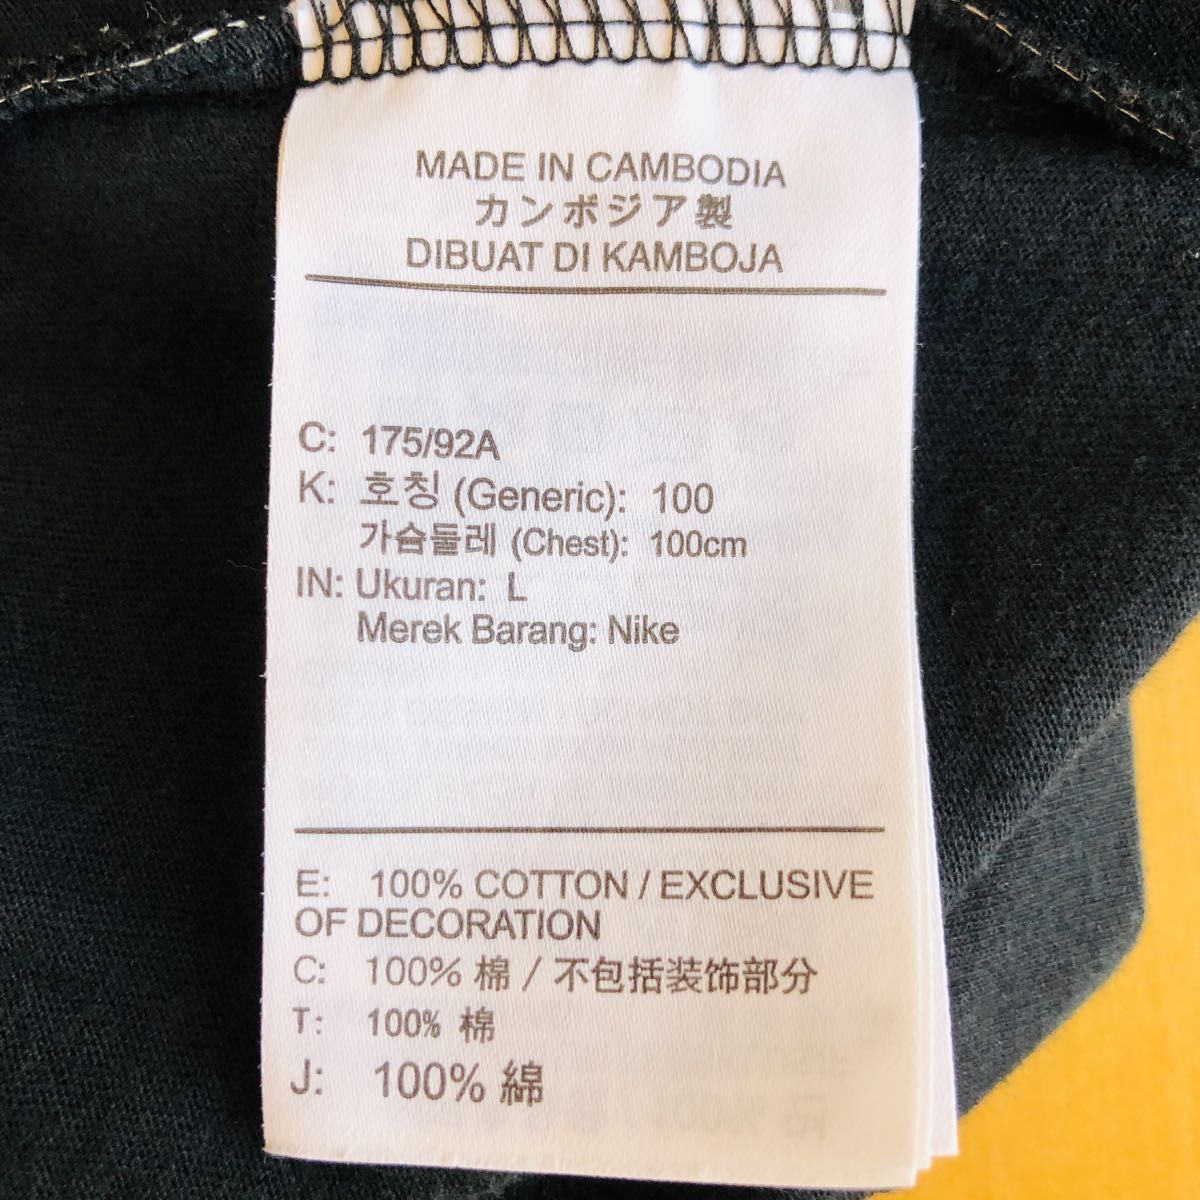 MADE IN CAMBODIA
カンボジア製
DIBUAT DI KAMBOJA
C: 175/92A
K: 호칭 (Generic): 100
가슴둘레 (Chest): 100cm
IN: Ukuran: L
Merek Barang: Nike
E: 100% COTTON / EXCLUSIVE
OF DECORATION
C: 100% 棉 / 不包括装饰部分
T: 100% 棉
J: 100% 綿